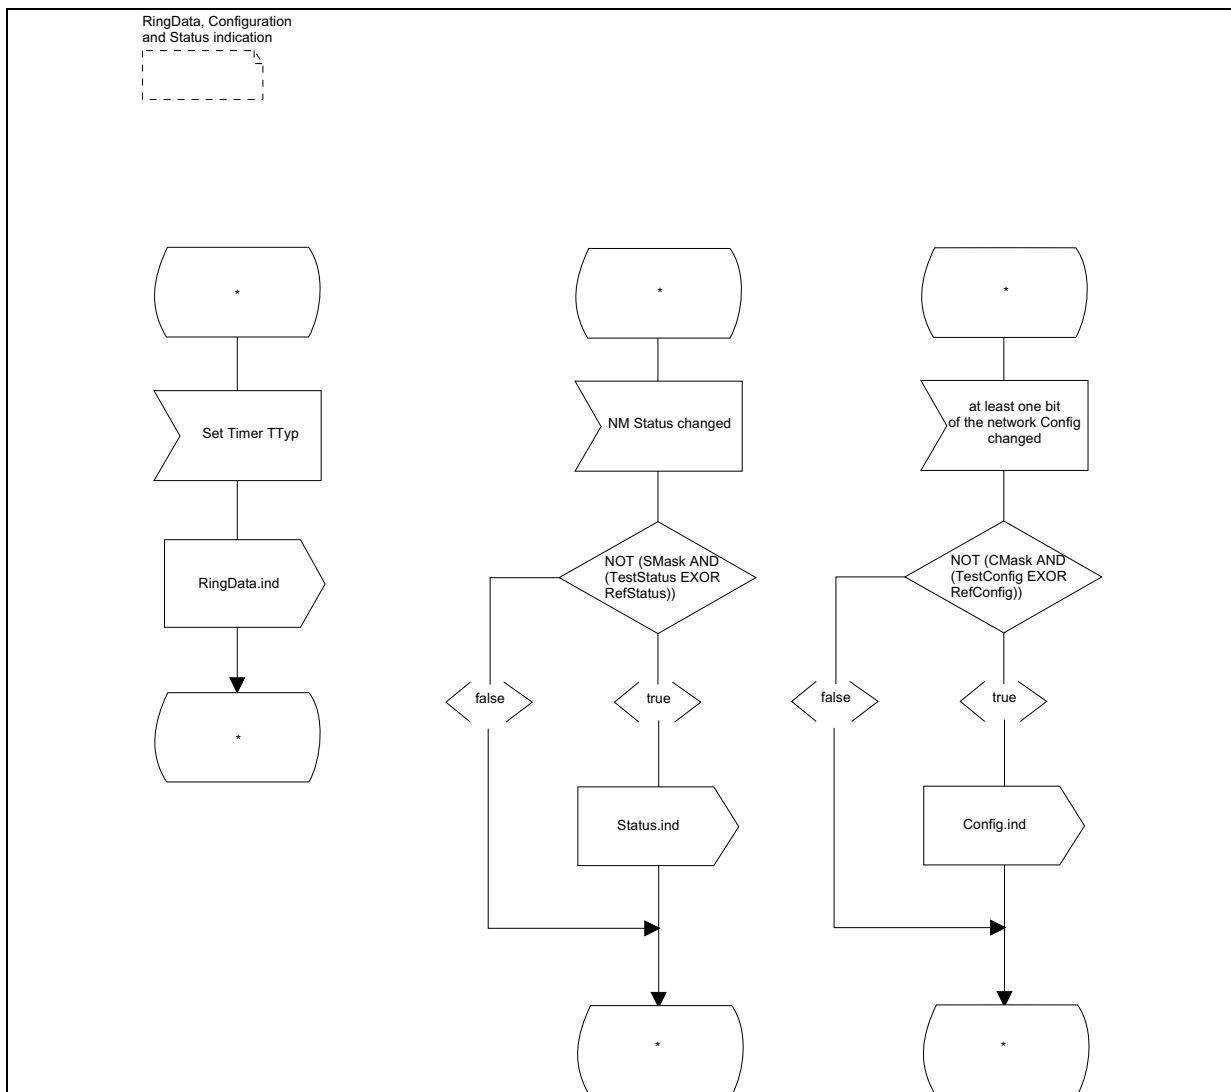 RingData, Configuration
and Status indication
*
Set Timer TTyp
RingData.ind
*
*
NM Status changed
NOT (SMask AND
(TestStatus EXOR
RefStatus))
false
true
Status.ind
*
*
at least one bit
of the network Config
changed
NOT (CMask AND
(TestConfig EXOR
RefConfig))
false
true
Config.ind
*